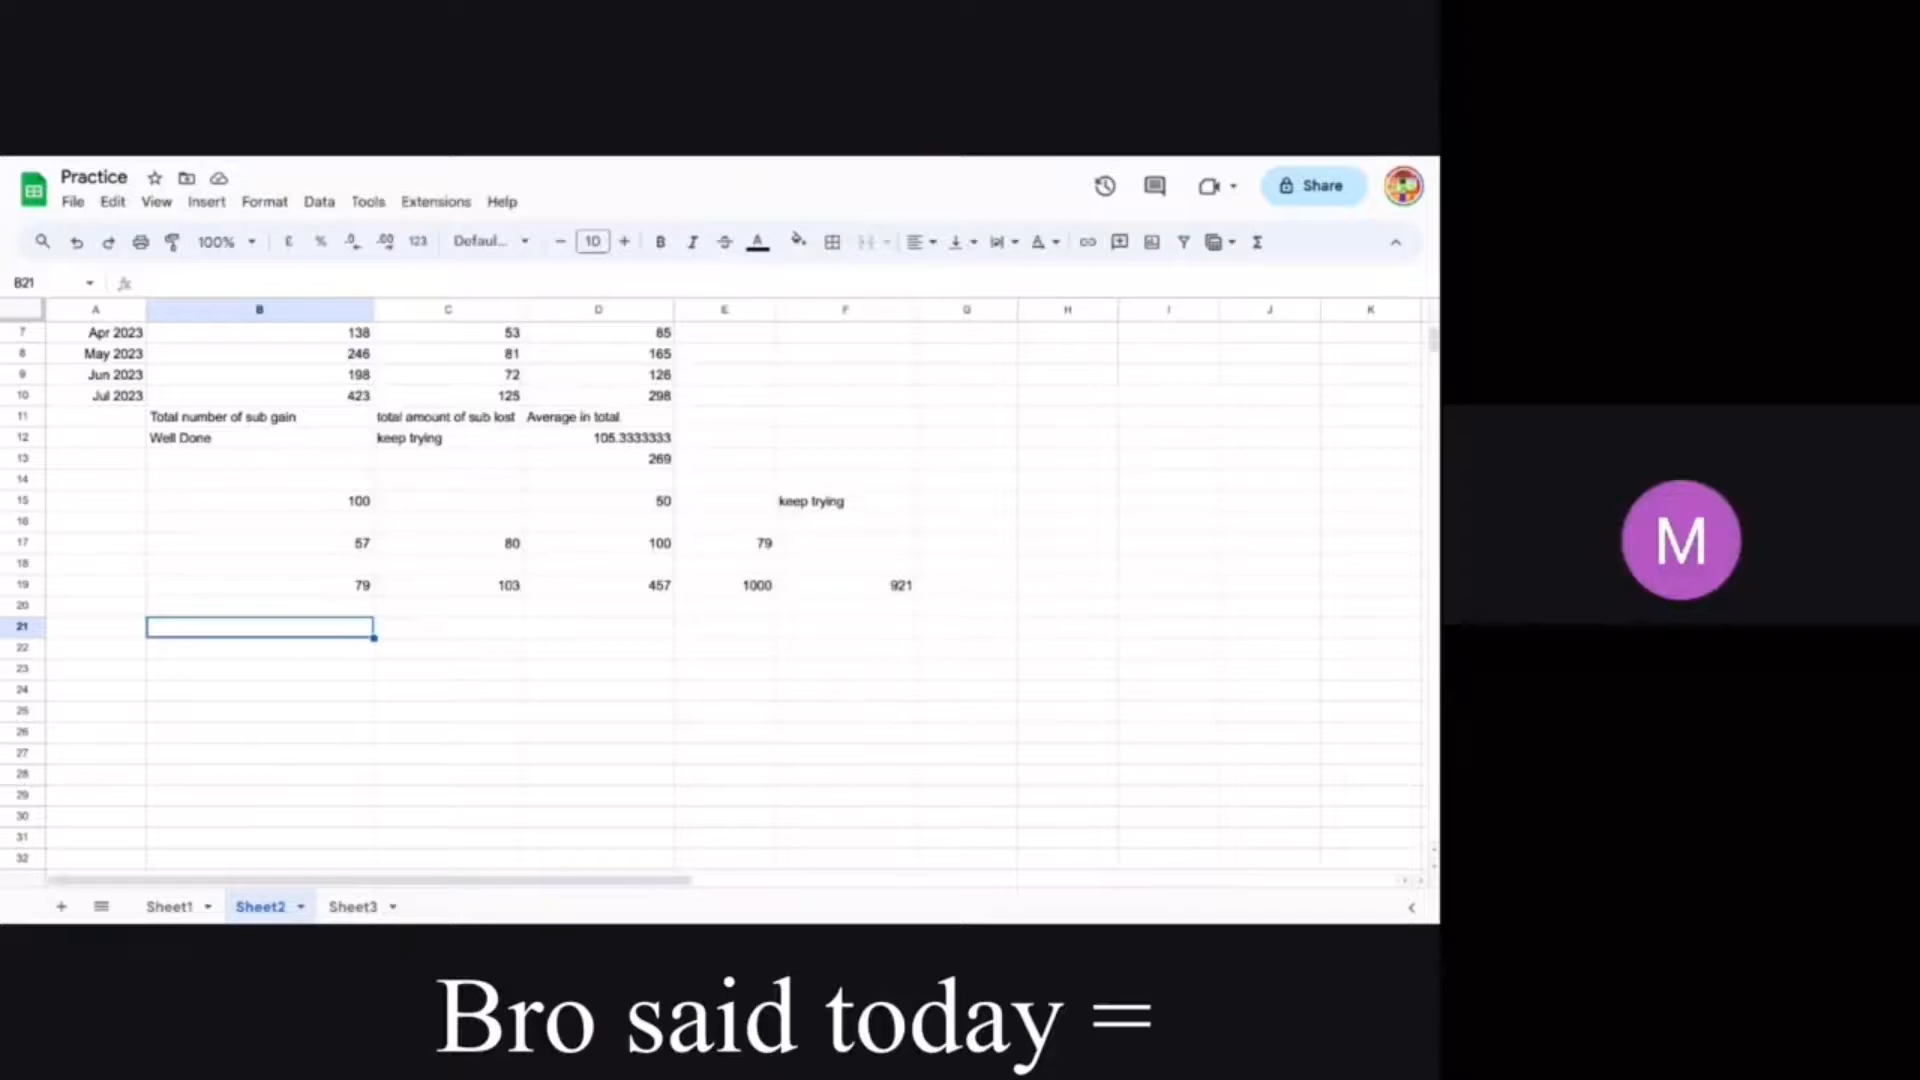 Practice
File Edit View Insert Format Data Tools Extensions Help
Share
100% £ % .0 .00 123 Defaul... − 10 + B I A
B21 fx
A B C D E F G H I J K
7 Apr 2023 138 53 85
8 May 2023 246 81 165
9 Jun 2023 198 72 126
10 Jul 2023 423 125 298
11 Total number of sub gain total amount of sub lost Average in total
12 Well Done keep trying 105.3333333
13 269
14
15 100 50 keep trying
16
17 57 80 100 79
18
19 79 103 457 1000 921
20
21
22
23
24
25
26
27
28
29
30
31
32
+ Sheet1 Sheet2 Sheet3
M
Bro said today =